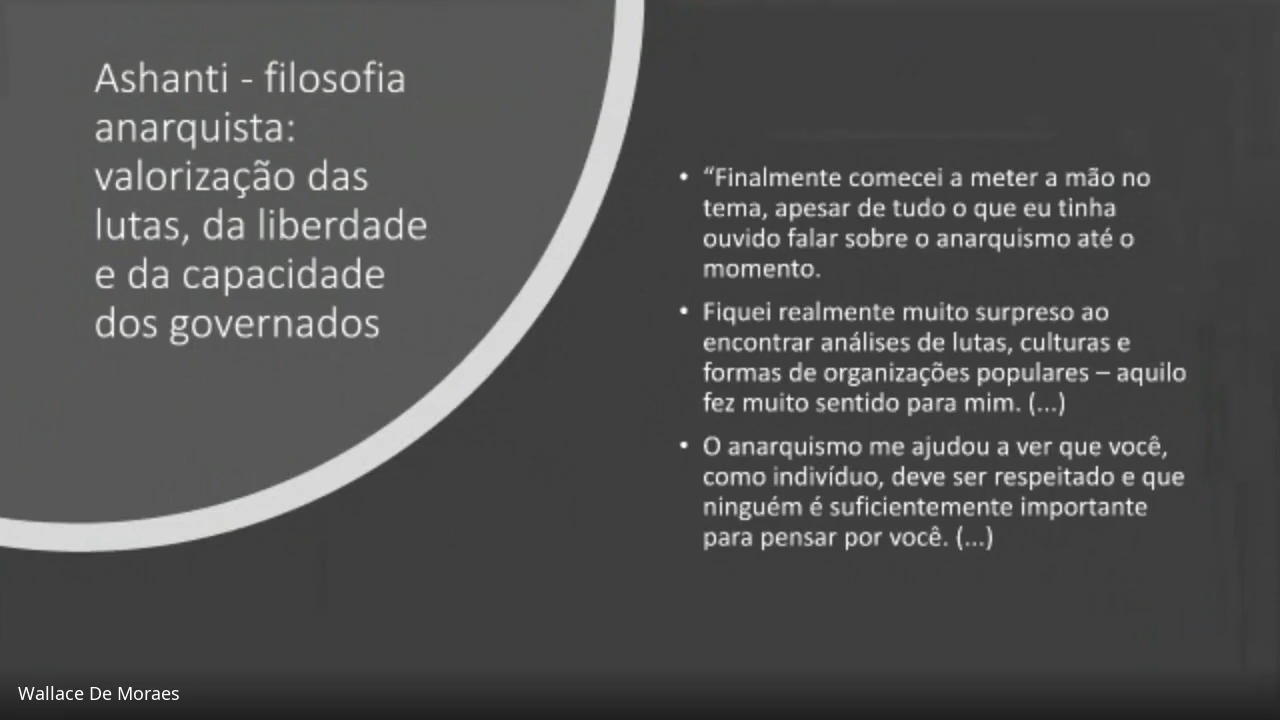 Ashanti - filosofia
anarquista:
valorização das
lutas, da liberdade
e da capacidade
dos governados
• “Finalmente comecei a meter a mão no
tema, apesar de tudo o que eu tinha
ouvido falar sobre o anarquismo até o
momento.
• Fiquei realmente muito surpreso ao
encontrar análises de lutas, culturas e
formas de organizações populares – aquilo
fez muito sentido para mim. (...)
• O anarquismo me ajudou a ver que você,
como indivíduo, deve ser respeitado e que
ninguém é suficientemente importante
para pensar por você. (...)
Wallace De Moraes